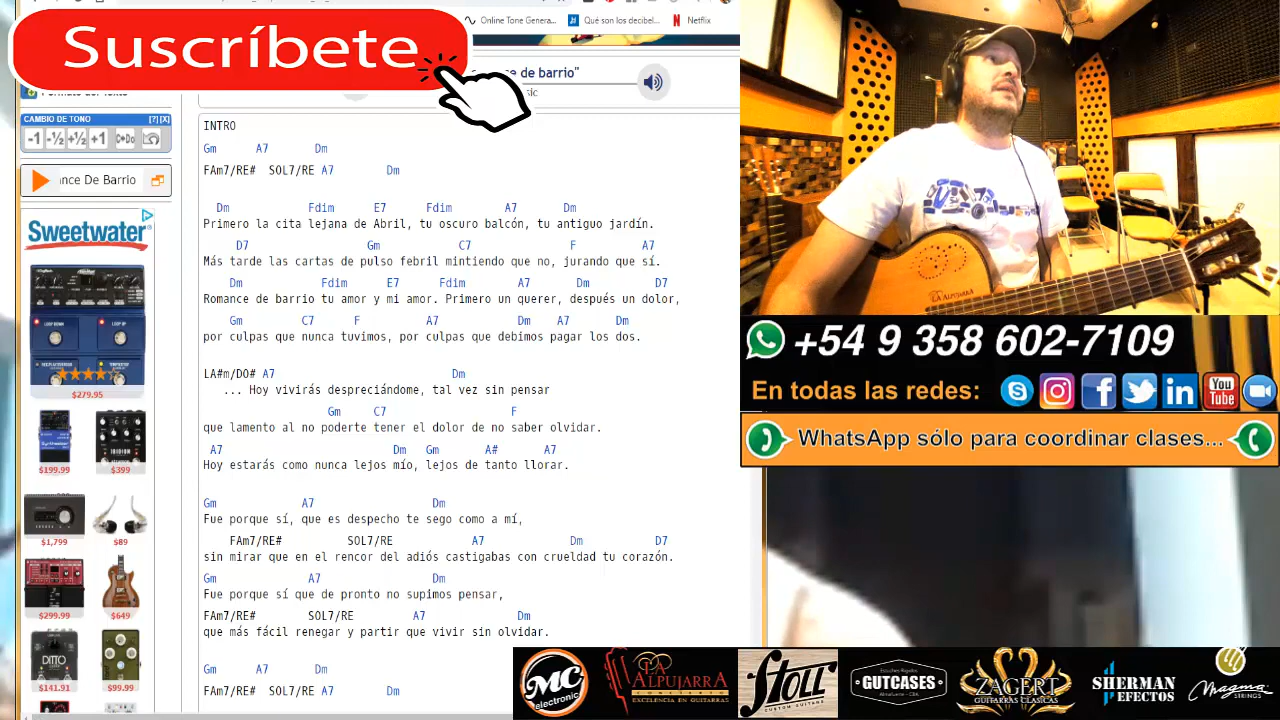 Suscríbete
Online Tone Genera...
Qué son los decibel...
Netflix
de barrio"
CAMBIO DE TONO [?] [X]
-1 -½ +½ +1 C↔Do
nce De Barrio
Sweetwater
$279.95
$199.99 $399
$1,799 $89
$299.99 $649
DITTO
$141.91 $99.99
INTRO
Gm A7 Dm
FAm7/RE# SOL7/RE A7 Dm
Dm Fdim E7 Fdim A7 Dm
Primero la cita lejana de Abril, tu oscuro balcón, tu antiguo jardín.
D7 Gm C7 F A7
Más tarde las cartas de pulso febril mintiendo que no, jurando que sí.
Dm Fdim E7 Fdim A7 Dm D7
Romance de barrio tu amor y mi amor. Primero un querer, después un dolor,
Gm C7 F A7 Dm A7 Dm
por culpas que nunca tuvimos, por culpas que debimos pagar los dos.
LA#m/DO# A7 Dm
... Hoy vivirás despreciándome, tal vez sin pensar
Gm C7 F
que lamento al no poderte tener el dolor de no saber olvidar.
A7 Dm Gm A# A7
Hoy estarás como nunca lejos mío, lejos de tanto llorar.
Gm A7 Dm
Fue porque sí, que es despecho te sego como a mí,
FAm7/RE# SOL7/RE A7 Dm D7
sin mirar que en el rencor del adiós castigabas con crueldad tu corazón.
Gm A7 Dm
Fue porque sí que de pronto no supimos pensar,
FAm7/RE# SOL7/RE A7 Dm
que más fácil renegar y partir que vivir sin olvidar.
Gm A7 Dm
FAm7/RE# SOL7/RE A7 Dm
LA ALPUJARRA
+54 9 358 602-7109
En todas las redes:
You Tube
WhatsApp sólo para coordinar clases...
MC electronic
LA ALPUJARRA
EXCELENCIA EN GUITARRAS
STOLL
CUSTOM GUITARS
GUTCASES
ZAGERT
GUITARRAS CLASICAS
SHERMAN EFECTOS
Magma
STRINGS